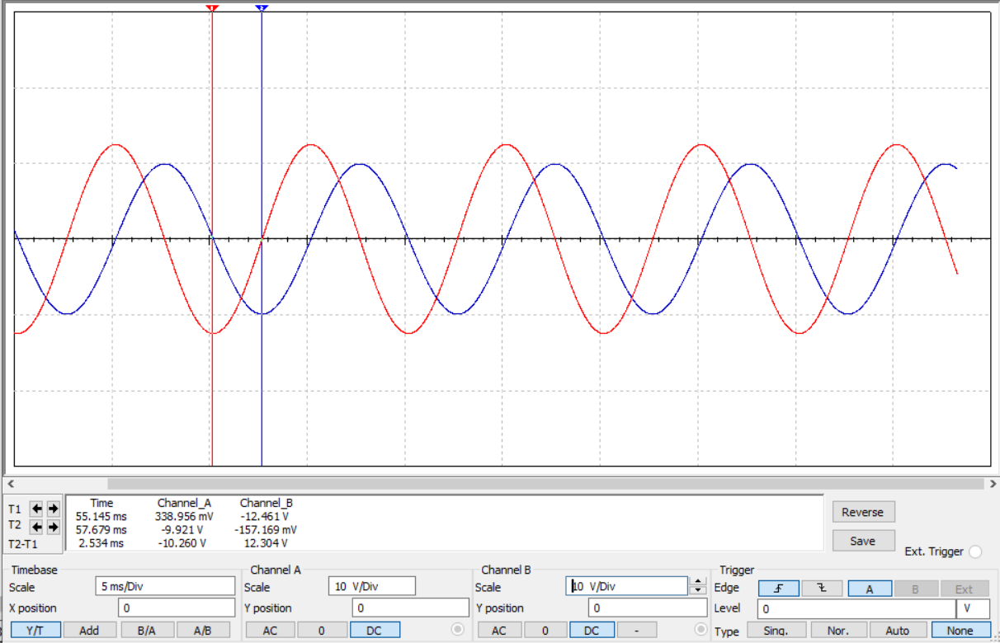 1 2
Time Channel_A Channel_B
T1 55.145 ms 338.956 mV -12.461 V
T2 57.679 ms -9.921 V -157.169 mV
T2-T1 2.534 ms -10.260 V 12.304 V
Reverse
Save
Ext. Trigger
Timebase Channel A Channel B Trigger
Scale 5 ms/Div Scale 10 V/Div Scale 10 V/Div Edge A B Ext
X position 0 Y position 0 Y position 0 Level 0 V
Y/T Add B/A A/B AC 0 DC AC 0 DC - Type Sing. Nor. Auto None